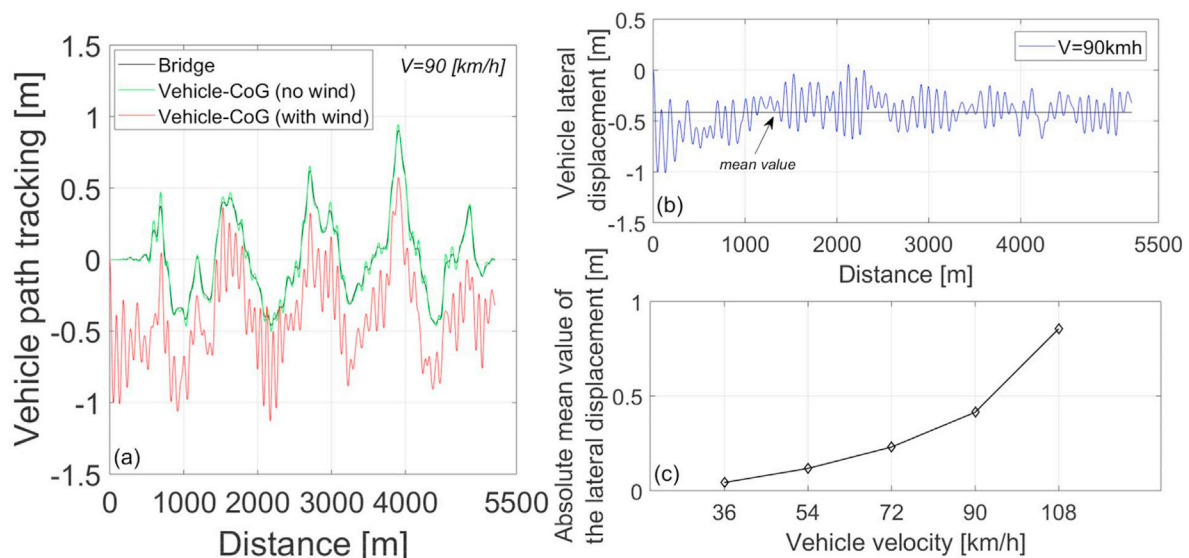 Vehicle path tracking [m]
1.5
1
0.5
0
-0.5
-1
-1.5
Bridge
Vehicle-CoG (no wind)
Vehicle-CoG (with wind)
V=90 [km/h]
(a)
0 1000 2000 3000 4000 5500
Distance [m]
Vehicle lateral
displacement [m]
0.5
0
-0.5
-1
-1.5
V=90kmh
mean value
(b)
0 1000 2000 3000 4000 5500
Distance [m]
Absolute mean value of
the lateral displacement [m]
1
0.5
0
(c)
36 54 72 90 108
Vehicle velocity [km/h]